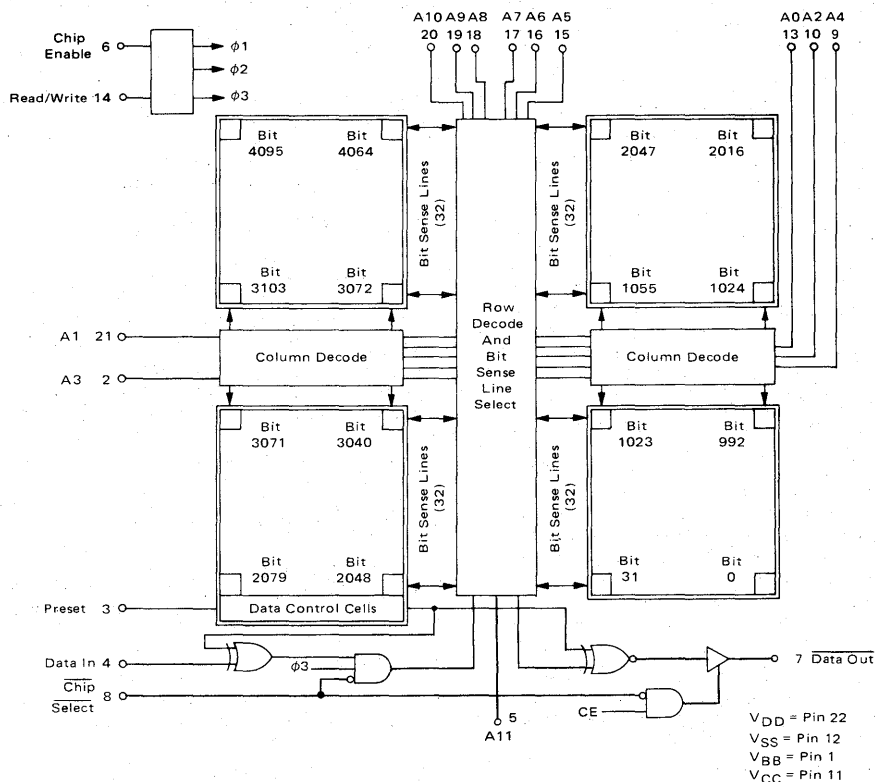 Chip Enable 6
ϕ1
ϕ2
Read/Write 14
ϕ3
A10 A9 A8 A7 A6 A5
20 19 18 17 16 15
A0 A2 A4
13 10 9
Bit 4095
Bit 4064
Bit 3103
Bit 3072
Bit Sense Lines (32)
Bit Sense Lines (32)
Bit 2047
Bit 2016
Bit 1055
Bit 1024
A1 21
A3 2
Column Decode
Row
Decode
And
Bit
Sense
Line
Select
Column Decode
Bit 3071
Bit 3040
Bit 2079
Bit 2048
Bit Sense Lines (32)
Bit Sense Lines (32)
Bit 1023
Bit 992
Bit 31
Bit 0
Preset 3
Data Control Cells
Data In 4
ϕ3
Chip Select 8
7 Data Out
CE
5
A11
VDD = Pin 22
VSS = Pin 12
VBB = Pin 1
VCC = Pin 11